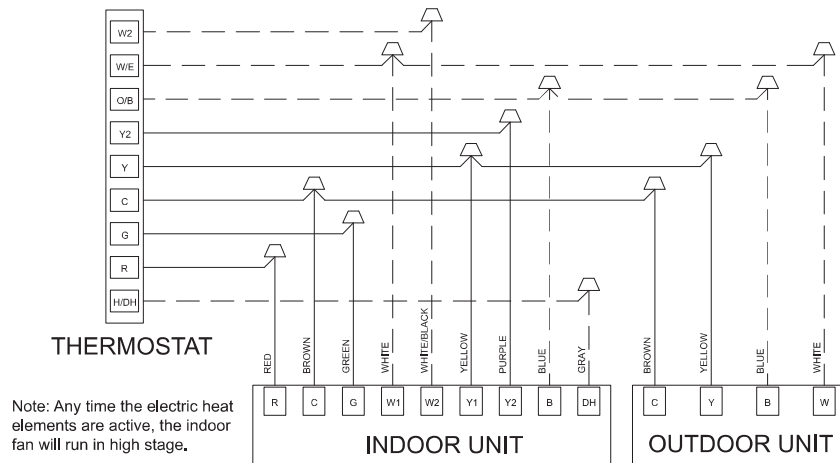 W2
W/E
O/B
Y2
Y
C
G
R
H/DH
THERMOSTAT
RED
BROWN
GREEN
WHITE
WHITE/BLACK
YELLOW
PURPLE
BLUE
GRAY
BROWN
YELLOW
BLUE
WHITE
R C G W1 W2 Y1 Y2 B DH
C Y B W
INDOOR UNIT
OUTDOOR UNIT
Note: Any time the electric heat
elements are active, the indoor
fan will run in high stage.